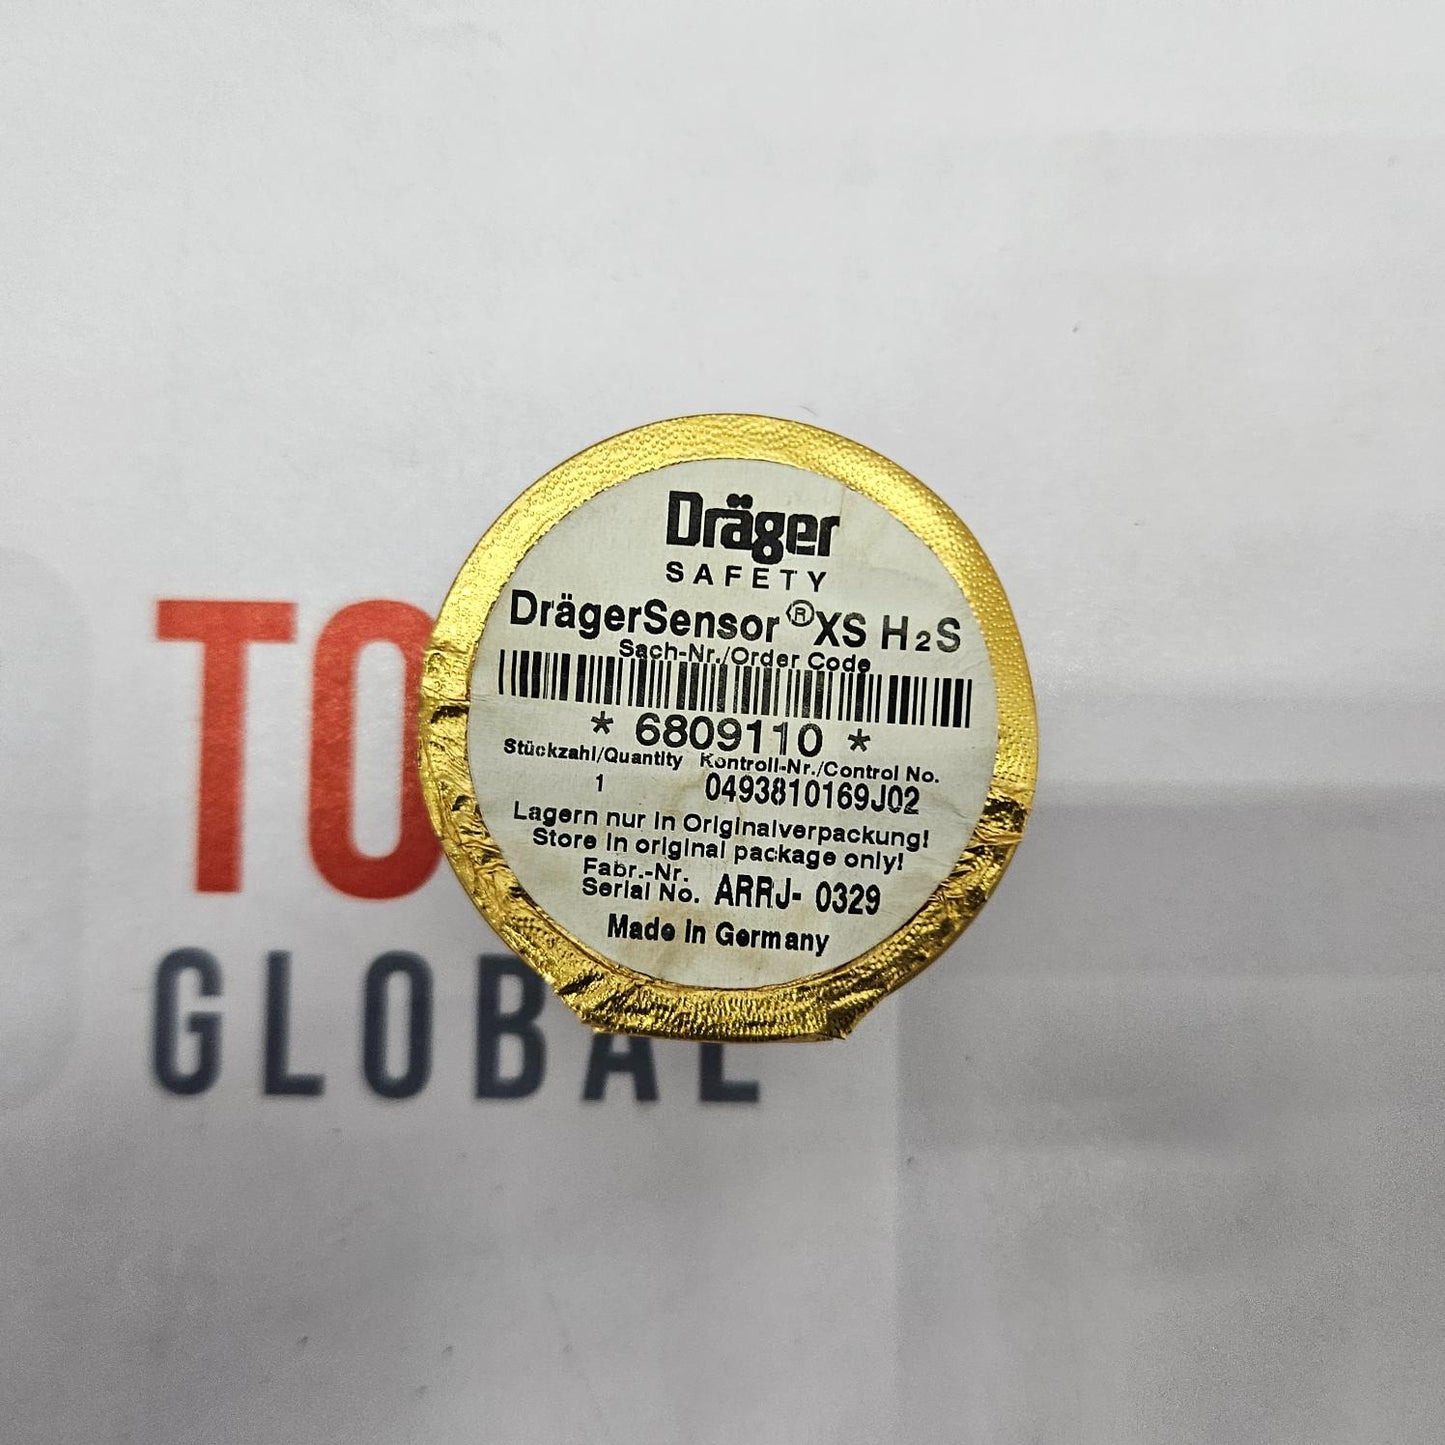 Dräger
SAFETY
DrägerSensor®XS H₂S
Sach-Nr./Order Code
* 6809110 *
Stückzahl/Quantity Kontroll-Nr./Control No.
1 0493810169J02
Lagern nur in Originalverpackung!
Store in original package only!
Fabr.-Nr.
Serial No. ARRJ- 0329
Made in Germany
TO
GLOBAL